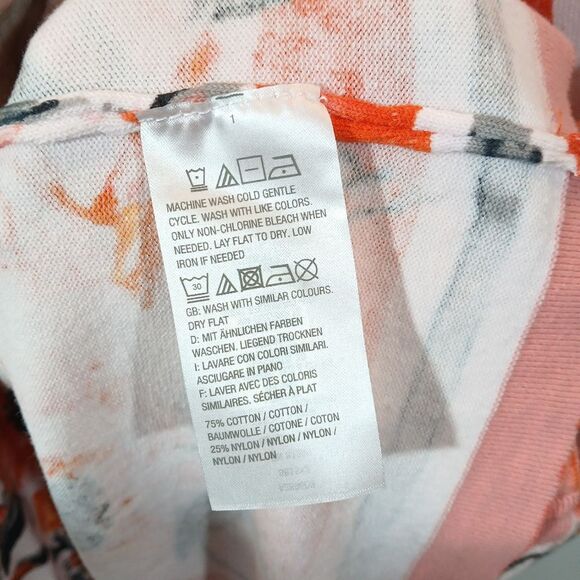 1
MACHINE WASH COLD GENTLE
CYCLE. WASH WITH LIKE COLORS.
ONLY NON-CHLORINE BLEACH WHEN
NEEDED. LAY FLAT TO DRY. LOW
IRON IF NEEDED
30
GB: WASH WITH SIMILAR COLOURS.
DRY FLAT
D: MIT ÄHNLICHEN FARBEN
WASCHEN. LIEGEND TROCKNEN
I: LAVARE CON COLORI SIMILARI.
ASCIUGARE IN PIANO
F: LAVER AVEC DES COLORIS
SIMILAIRES. SÉCHER À PLAT
75% COTTON / COTTON /
BAUMWOLLE / COTONE / COTON
25% NYLON / NYLON / NYLON /
NYLON / NYLON